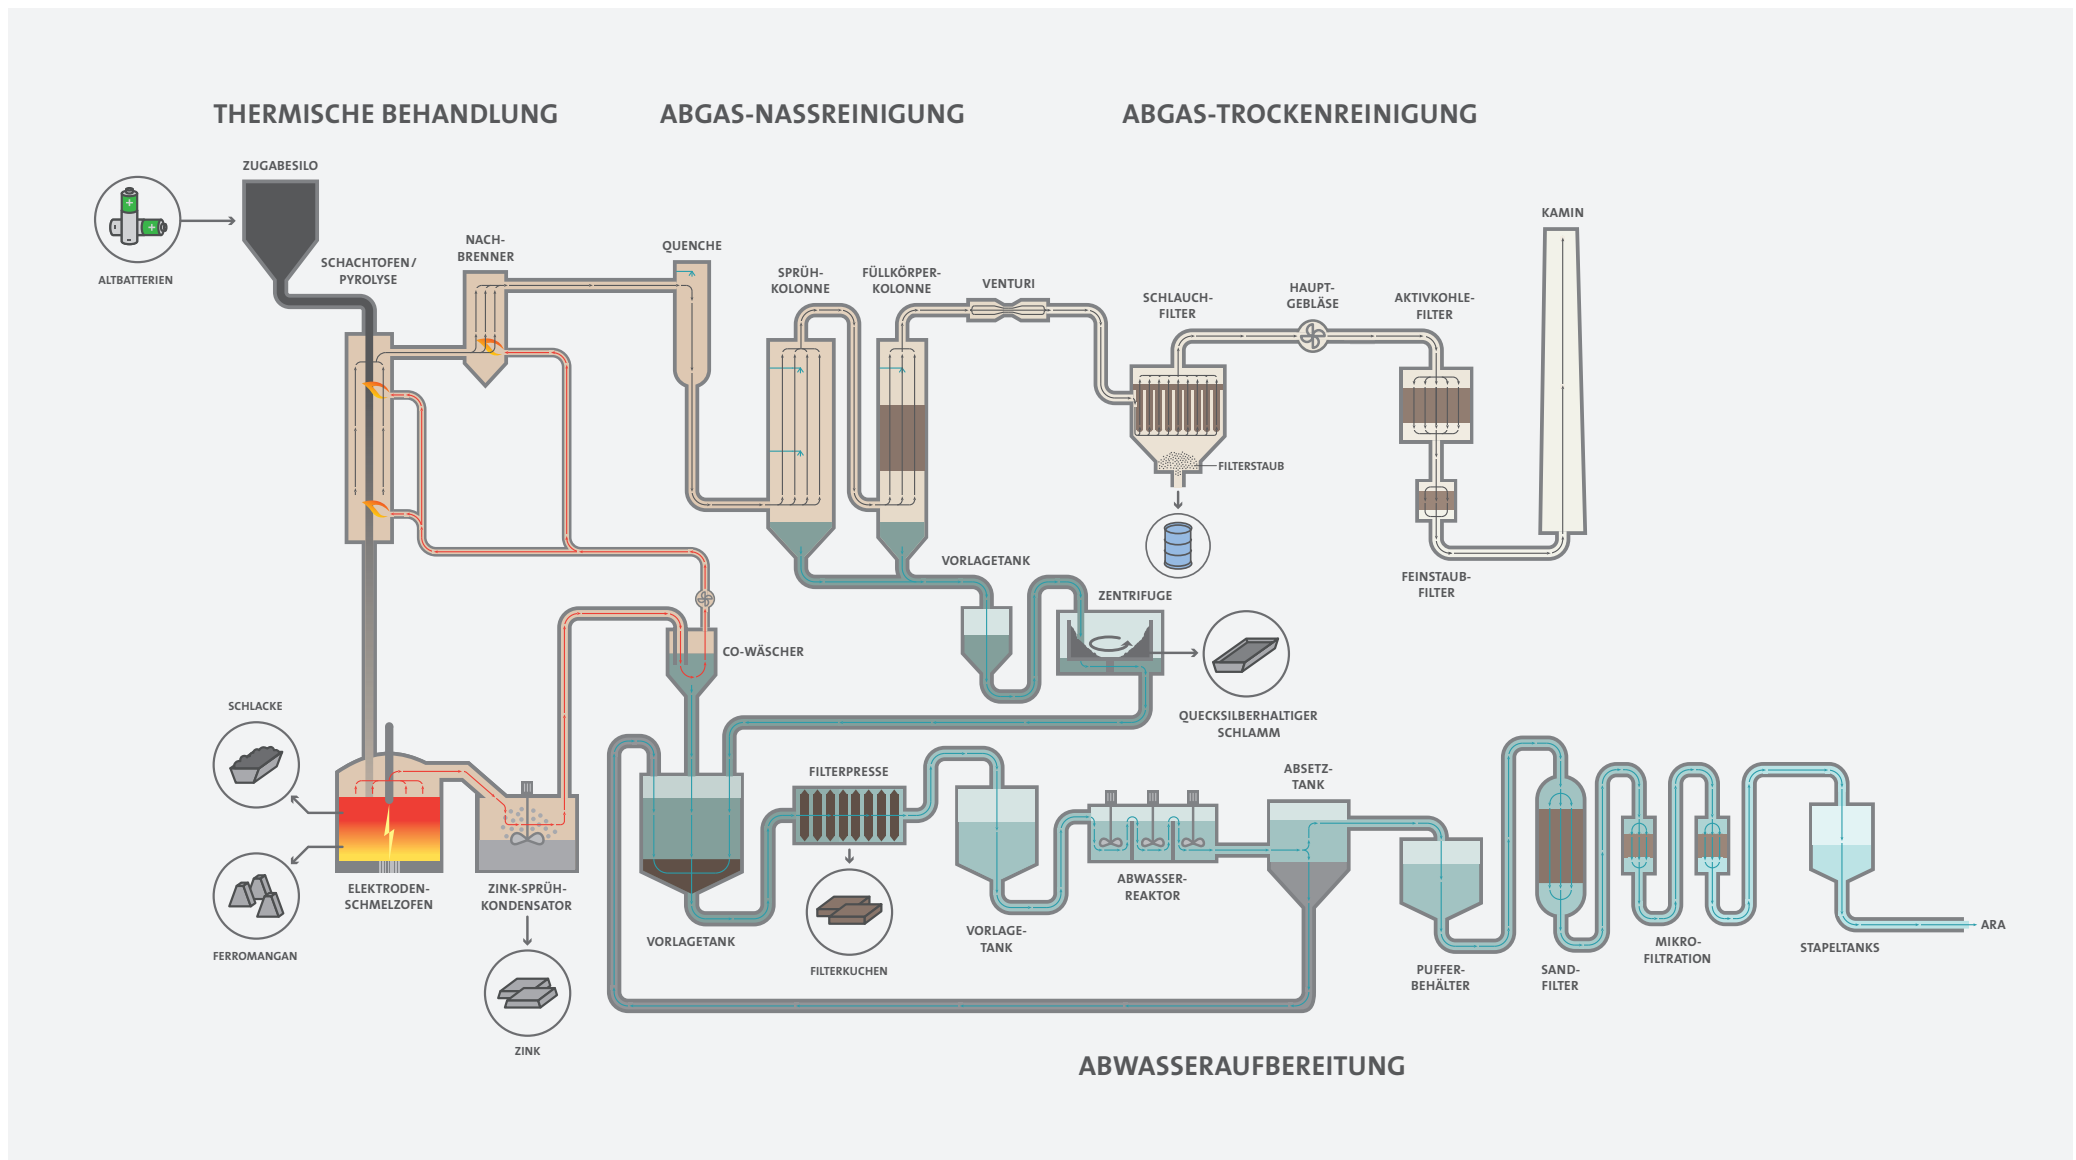 THERMISCHE BEHANDLUNG
ABGAS-NASSREINIGUNG
ABGAS-TROCKENREINIGUNG
ZUGABESILO
ALTBATTERIEN
SCHACHTOFEN/
PYROLYSE
NACH-
BRENNER
QUENCHE
SPRÜH-
KOLONNE
FÜLLKÖRPER-
KOLONNE
VENTURI
SCHLAUCH-
FILTER
HAUPT-
GEBLÄSE
AKTIVKOHLE-
FILTER
KAMIN
FILTERSTAUB
FEINSTAUB-
FILTER
VORLAGETANK
ZENTRIFUGE
CO-WÄSCHER
QUECKSILBERHALTIGER
SCHLAMM
SCHLACKE
FERROMANGAN
ELEKTRODEN-
SCHMELZOFEN
ZINK-SPRÜH-
KONDENSATOR
ZINK
VORLAGETANK
FILTERPRESSE
FILTERKUCHEN
VORLAGE-
TANK
ABWASSER-
REAKTOR
ABSETZ-
TANK
PUFFER-
BEHÄLTER
SAND-
FILTER
MIKRO-
FILTRATION
STAPELTANKS
ARA
ABWASSERAUFBEREITUNG